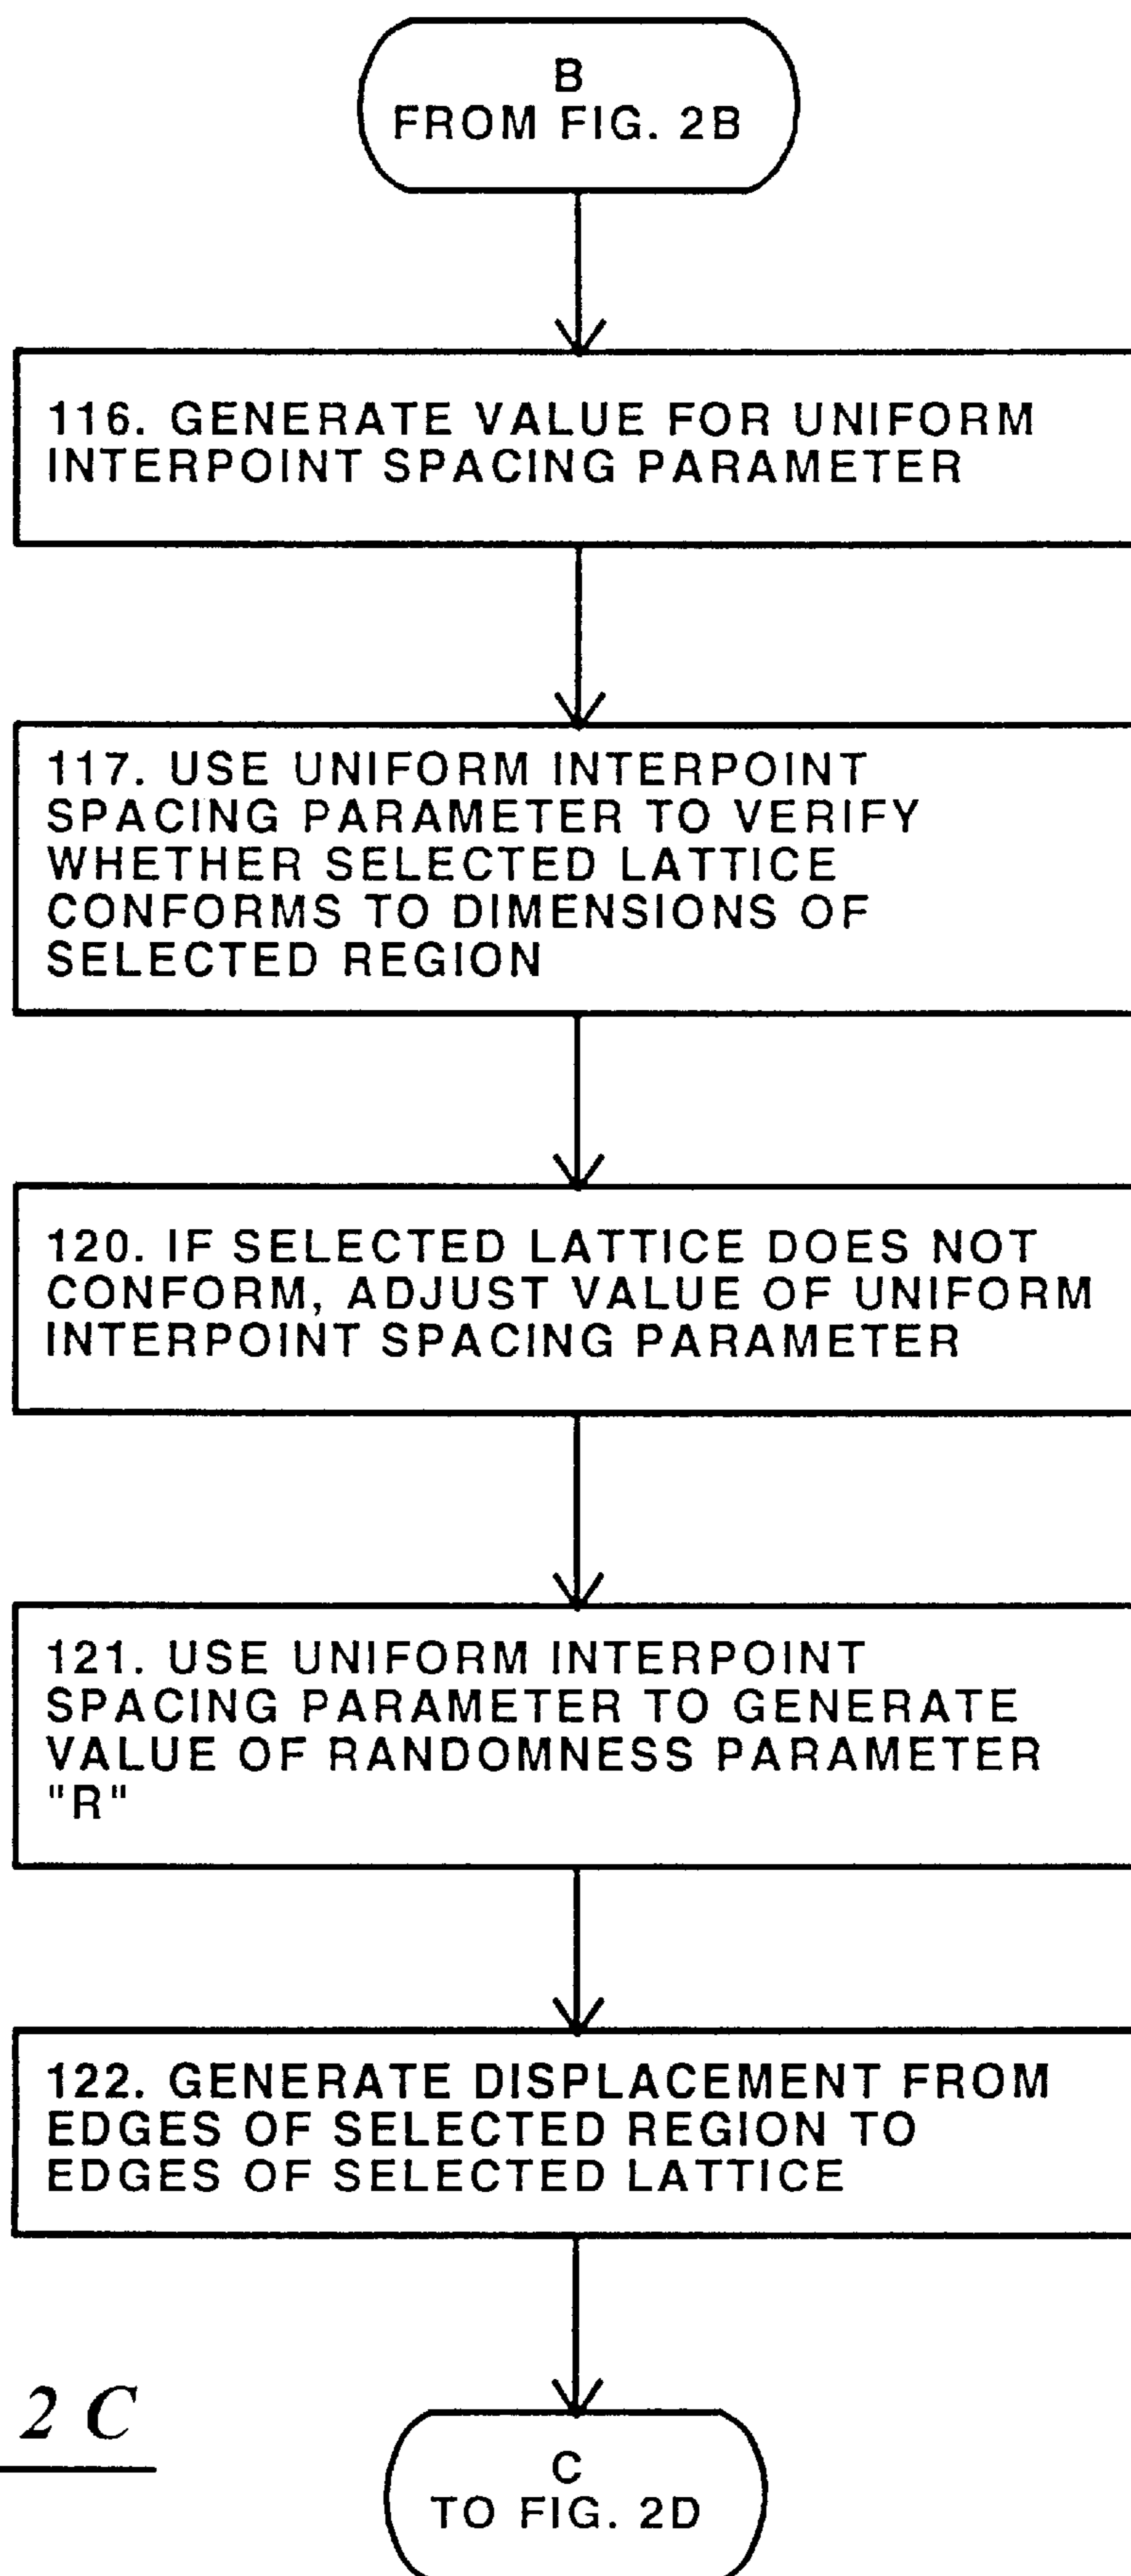 B
FROM FIG. 2B
116. GENERATE VALUE FOR UNIFORM
INTERPOINT SPACING PARAMETER
117. USE UNIFORM INTERPOINT
SPACING PARAMETER TO VERIFY
WHETHER SELECTED LATTICE
CONFORMS TO DIMENSIONS OF
SELECTED REGION
120. IF SELECTED LATTICE DOES NOT
CONFORM, ADJUST VALUE OF UNIFORM
INTERPOINT SPACING PARAMETER
121. USE UNIFORM INTERPOINT
SPACING PARAMETER TO GENERATE
VALUE OF RANDOMNESS PARAMETER
"R"
122. GENERATE DISPLACEMENT FROM
EDGES OF SELECTED REGION TO
EDGES OF SELECTED LATTICE
2 C
C
TO FIG. 2D